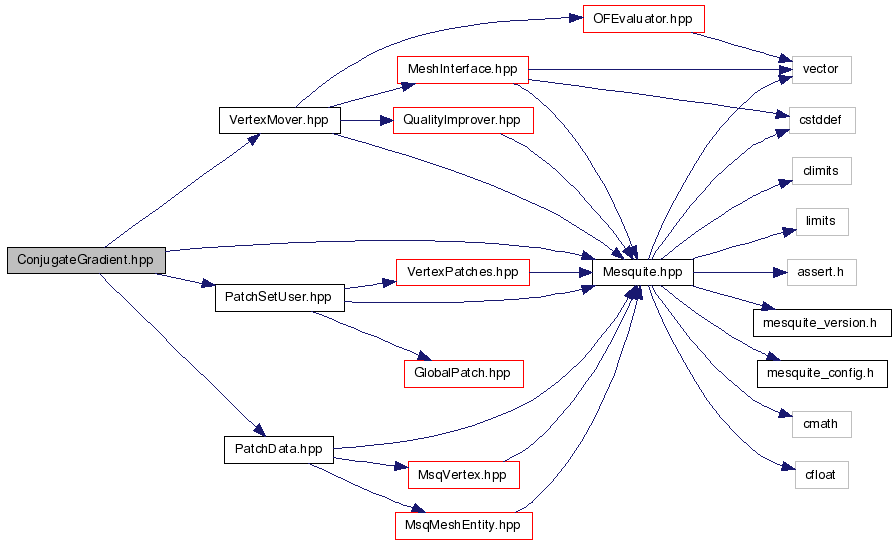 OFEvaluator.hpp
MeshInterface.hpp
vector
VertexMover.hpp
QualityImprover.hpp
cstddef
climits
limits
ConjugateGradient.hpp
VertexPatches.hpp
Mesquite.hpp
assert.h
PatchSetUser.hpp
mesquite_version.h
GlobalPatch.hpp
mesquite_config.h
cmath
PatchData.hpp
MsqVertex.hpp
cfloat
MsqMeshEntity.hpp